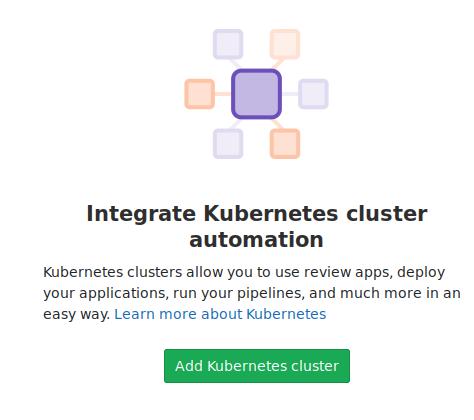 Integrate Kubernetes cluster
automation
Kubernetes clusters allow you to use review apps, deploy
your applications, run your pipelines, and much more in an
easy way. Learn more about Kubernetes
Add Kubernetes cluster